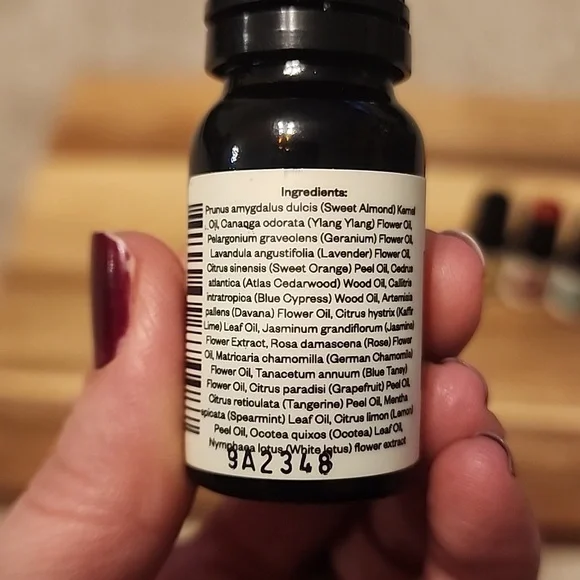 Ingredients:
Prunus amygdalus dulcis (Sweet Almond) Kernel
Oil, Cananga odorata (Ylang Ylang) Flower Oil,
Pelargonium graveolens (Geranium) Flower Oil,
Lavandula angustifolia (Lavender) Flower Oil,
Citrus sinensis (Sweet Orange) Peel Oil, Cedrus
atlantica (Atlas Cedarwood) Wood Oil, Callitris
intratropica (Blue Cypress) Wood Oil, Artemisia
pallens (Davana) Flower Oil, Citrus hystrix (Kaffir
Lime) Leaf Oil, Jasminum grandiflorum (Jasmine)
Flower Extract, Rosa damascena (Rose) Flower
Oil, Matricaria chamomilla (German Chamomile)
Flower Oil, Tanacetum annuum (Blue Tansy)
Flower Oil, Citrus paradisi (Grapefruit) Peel Oil,
Citrus reticulata (Tangerine) Peel Oil, Mentha
spicata (Spearmint) Leaf Oil, Citrus limon (Lemon)
Peel Oil, Ocotea quixos (Ocotea) Leaf Oil,
Nymphaea lotus (White lotus) flower extract
9A2348